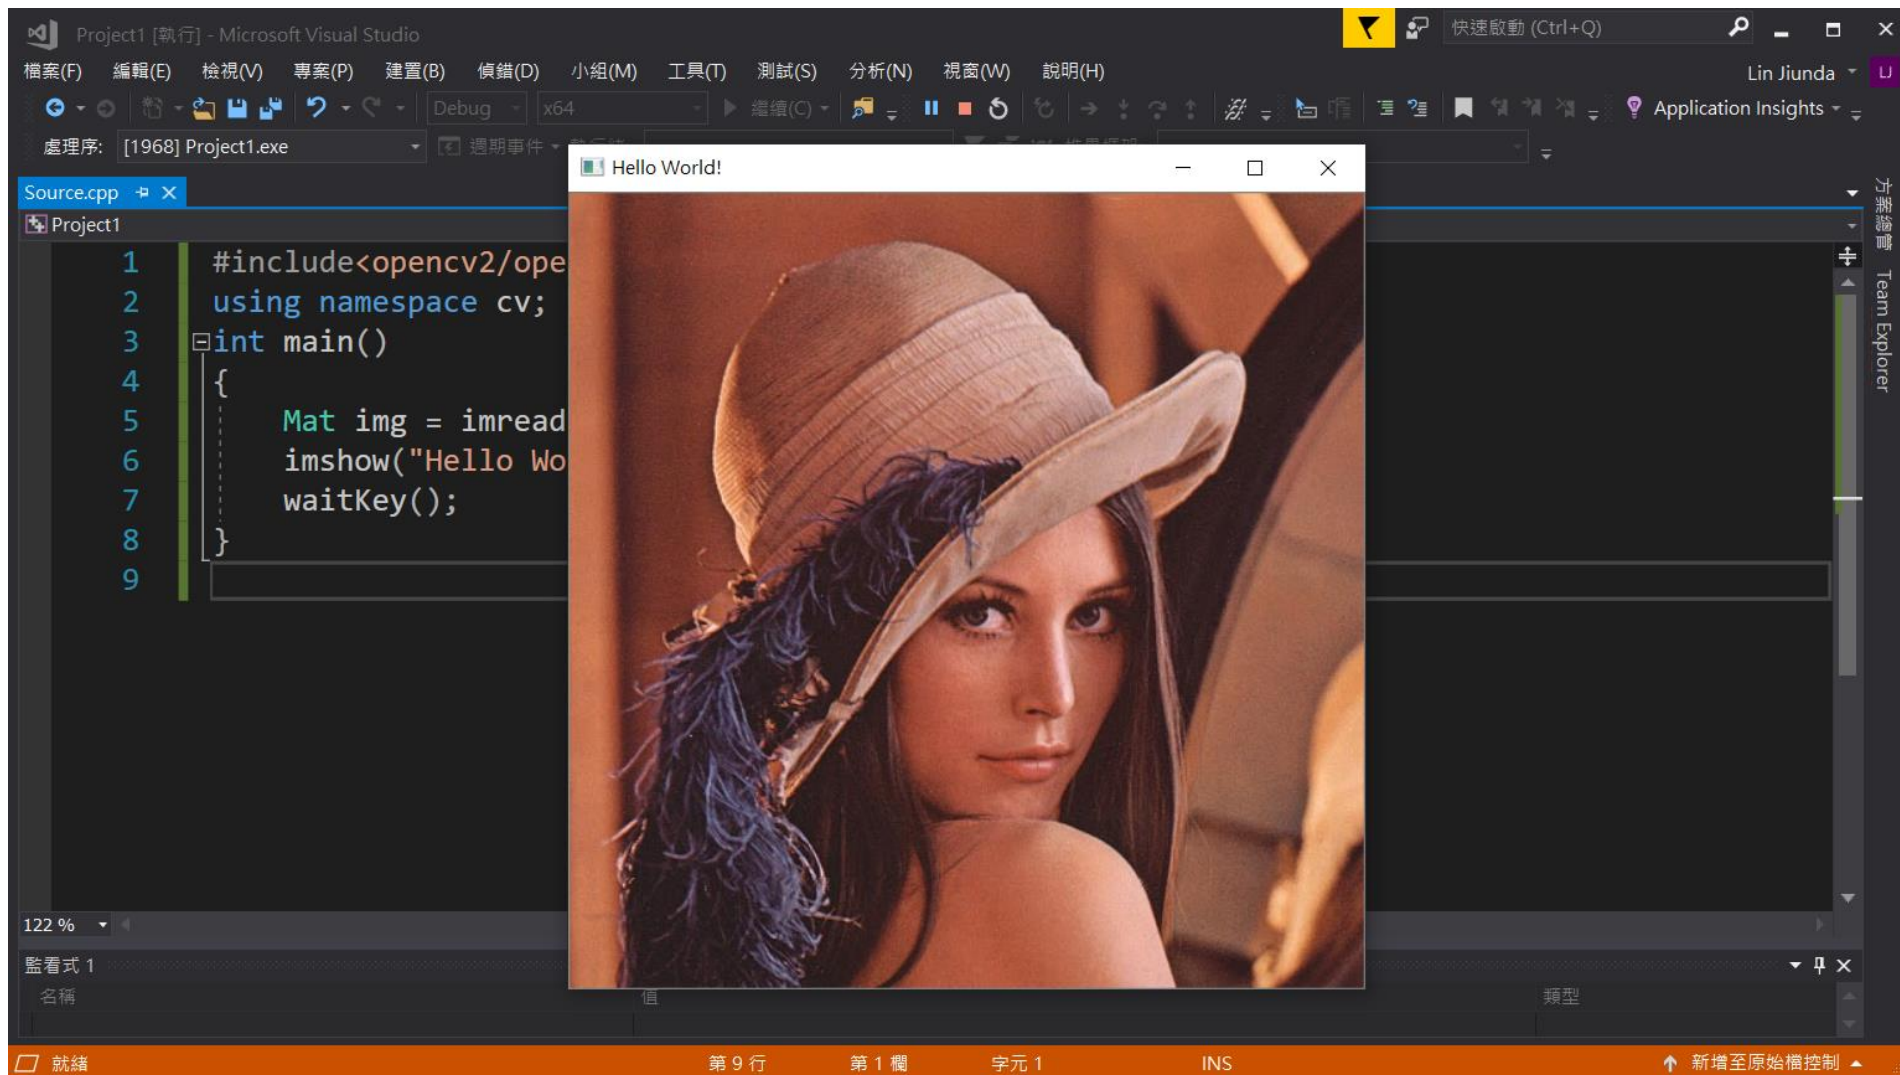 Project1 [執行] - Microsoft Visual Studio
快速啟動 (Ctrl+Q)
檔案(F) 編輯(E) 檢視(V) 專案(P) 建置(B) 偵錯(D) 小組(M) 工具(T) 測試(S) 分析(N) 視窗(W) 說明(H)
Lin Jiunda LJ
Debug x64 繼續(C) Application Insights
處理序: [1968] Project1.exe 週期事件
Hello World!
Source.cpp
Project1
1 #include<opencv2/ope
2 using namespace cv;
3 int main()
4 {
5 Mat img = imread
6 imshow("Hello Wo
7 waitKey();
8 }
9
方案總管
Team Explorer
122 %
監看式 1
名稱 值 類型
就緒 第 9 行 第 1 欄 字元 1 INS 新增至原始檔控制